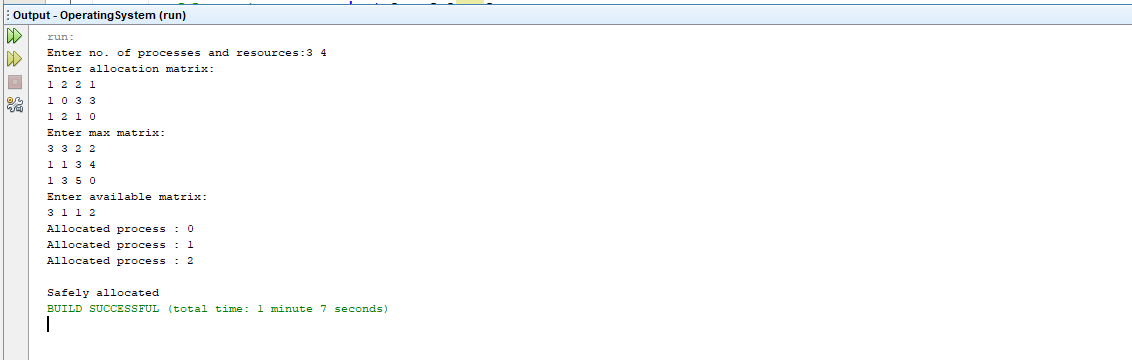 Output - OperatingSystem (run)
run:
Enter no. of processes and resources:3 4
Enter allocation matrix:
1 2 2 1
1 0 3 3
1 2 1 0
Enter max matrix:
3 3 2 2
1 1 3 4
1 3 5 0
Enter available matrix:
3 1 1 2
Allocated process : 0
Allocated process : 1
Allocated process : 2
Safely allocated
BUILD SUCCESSFUL (total time: 1 minute 7 seconds)